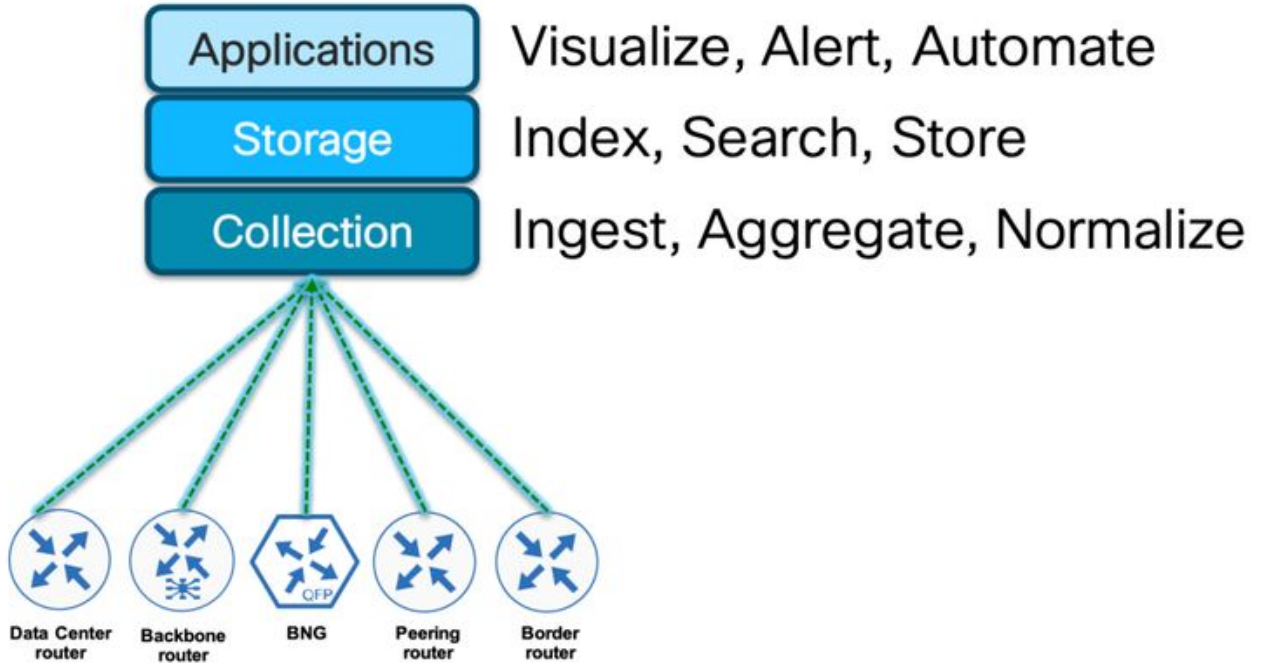 Applications
Visualize, Alert, Automate
Storage
Index, Search, Store
Collection
Ingest, Aggregate, Normalize
QFP
Data Center
router
Backbone
router
BNG
Peering
router
Border
router